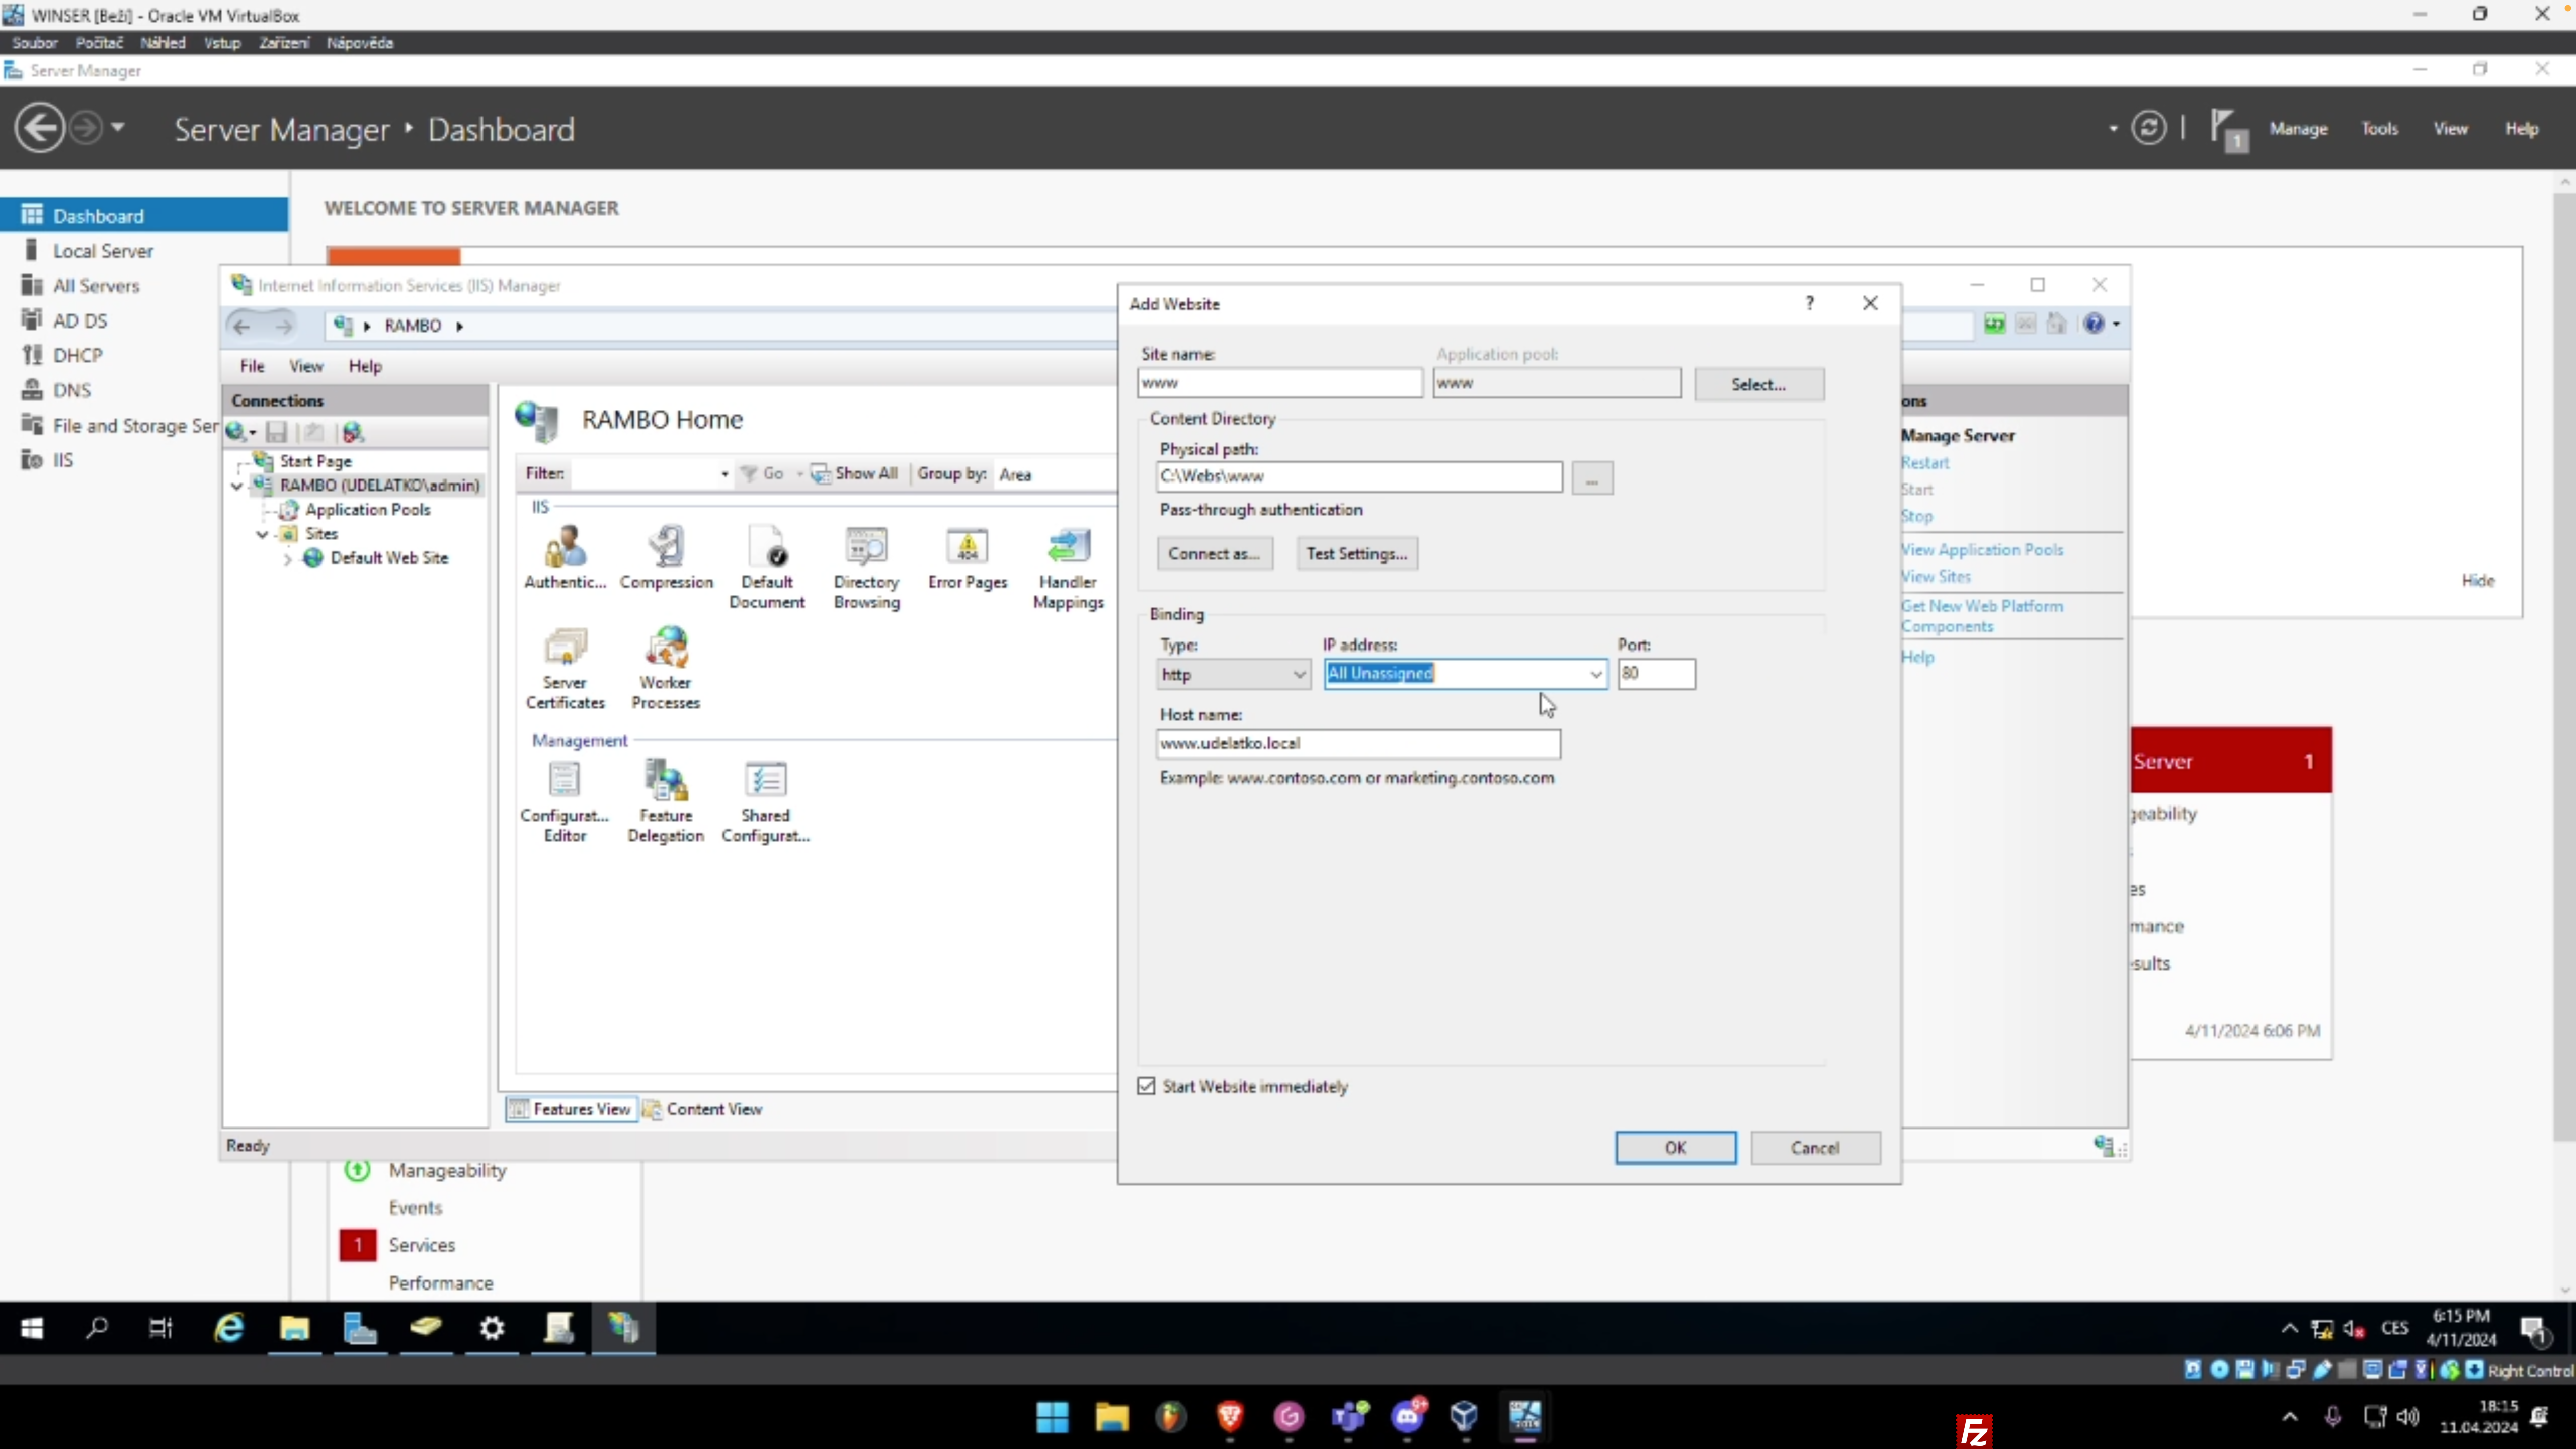 WINSER [Beží] - Oracle VM VirtualBox
Soubor Počítač Náhled Vstup Zařízení Nápověda
Server Manager
Server Manager ‣ Dashboard
1
Manage Tools View Help
Dashboard
Local Server
All Servers
AD DS
DHCP
DNS
File and Storage Ser
IIS
WELCOME TO SERVER MANAGER
Hide
Internet Information Services (IIS) Manager
RAMBO
File View Help
Connections
Start Page
RAMBO (UDELATKO\admin)
Application Pools
Sites
Default Web Site
RAMBO Home
Filter: Go Show All Group by: Area
IIS
Authentic... Compression Default Document Directory Browsing Error Pages Handler Mappings
Server Certificates Worker Processes
Management
Configurat... Editor Feature Delegation Shared Configurat...
Features View Content View
Ready
Add Website ?
Site name: Application pool:
www www Select...
Content Directory
Physical path:
C:\Webs\www ...
Pass-through authentication
Connect as... Test Settings...
Binding
Type: IP address: Port:
http All Unassigned 80
Host name:
www.udelatko.local
Example: www.contoso.com or marketing.contoso.com
Start Website immediately
OK Cancel
ons
Manage Server
Restart
Start
Stop
View Application Pools
View Sites
Get New Web Platform
Components
Help
Server 1
geability
es
mance
sults
4/11/2024 6:06 PM
Manageability
Events
1 Services
Performance
CES 6:15 PM
4/11/2024
1
Right Control
9+
2019
18:15
11.04.2024
FZ